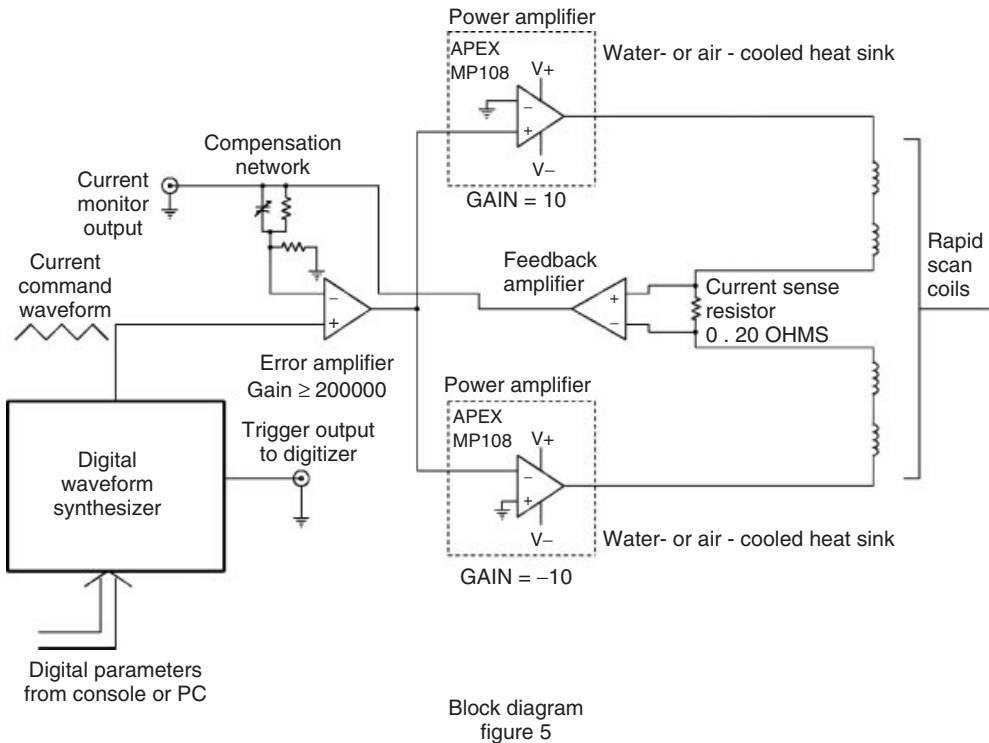 Power amplifier
APEX
MP108
V+
−
+
V−
GAIN = 10
Water- or air - cooled heat sink
Compensation
network
Current
monitor
output
Current
command
waveform
−
+
Error amplifier
Gain ≥ 200000
Feedback
amplifier
+
−
Current sense
resistor
0 . 20 OHMS
Rapid
scan
coils
Power amplifier
APEX
MP108
V+
−
+
V−
GAIN = −10
Water- or air - cooled heat sink
Trigger output
to digitizer
Digital
waveform
synthesizer
Digital parameters
from console or PC
Block diagram
figure 5